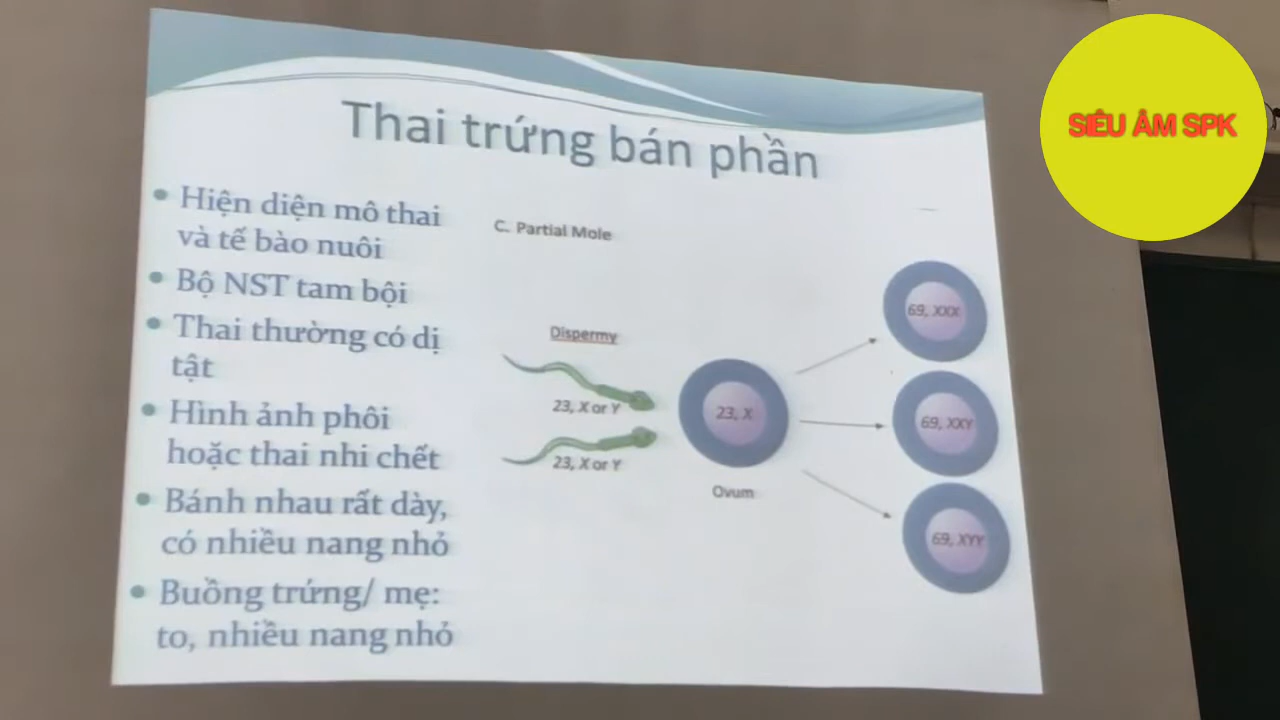 SIÊU ÂM SPK
Thai trứng bán phần
Hiện diện mô thai
và tế bào nuôi
Bộ NST tam bội
Thai thường có dị
tật
Hình ảnh phôi
hoặc thai nhi chết
Bánh nhau rất dày,
có nhiều nang nhỏ
Buồng trứng/ mẹ:
to, nhiều nang nhỏ
C. Partial Mole
Dispermy
23, X or Y
23, X or Y
23, X
Ovum
69, XXX
69, XXY
69, XYY